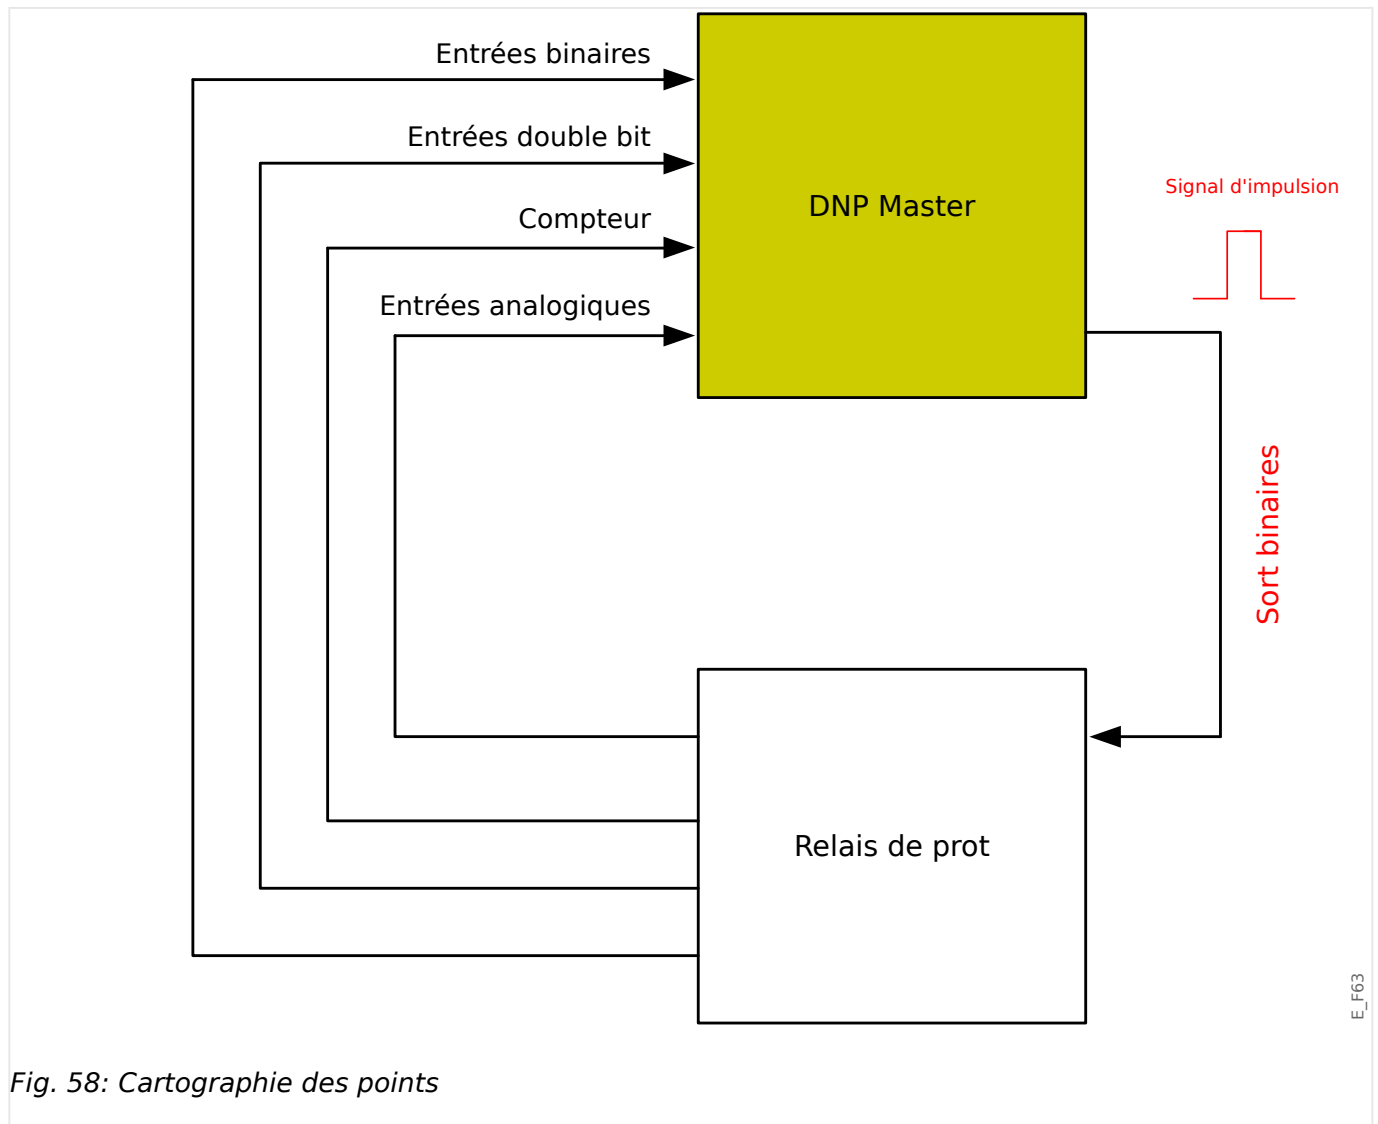 Entrées binaires
Entrées double bit
Compteur
Entrées analogiques
DNP Master
Signal d'impulsion
Sort binaires
Relais de prot
E_F63
Fig. 58: Cartographie des points